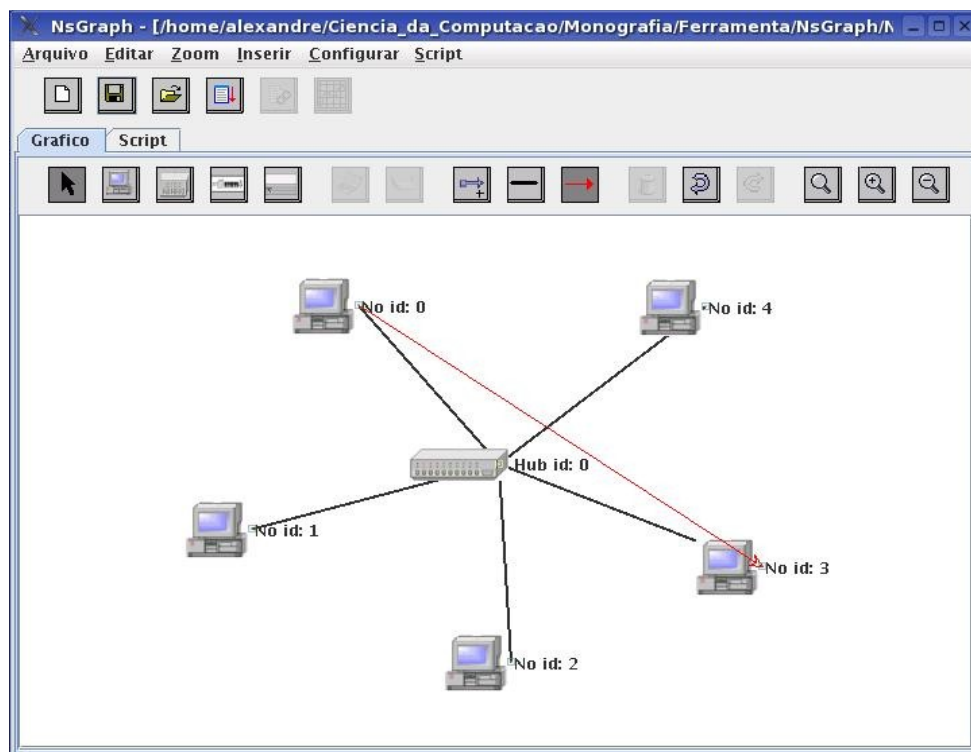 NsGraph - [/home/alexandre/Ciencia_da_Computacao/Monografia/Ferramenta/NsGraph/N
Arquivo Editar Zoom Inserir Configurar Script
Grafico Script
No id: 0
No id: 4
Hub id: 0
No id: 1
No id: 3
No id: 2